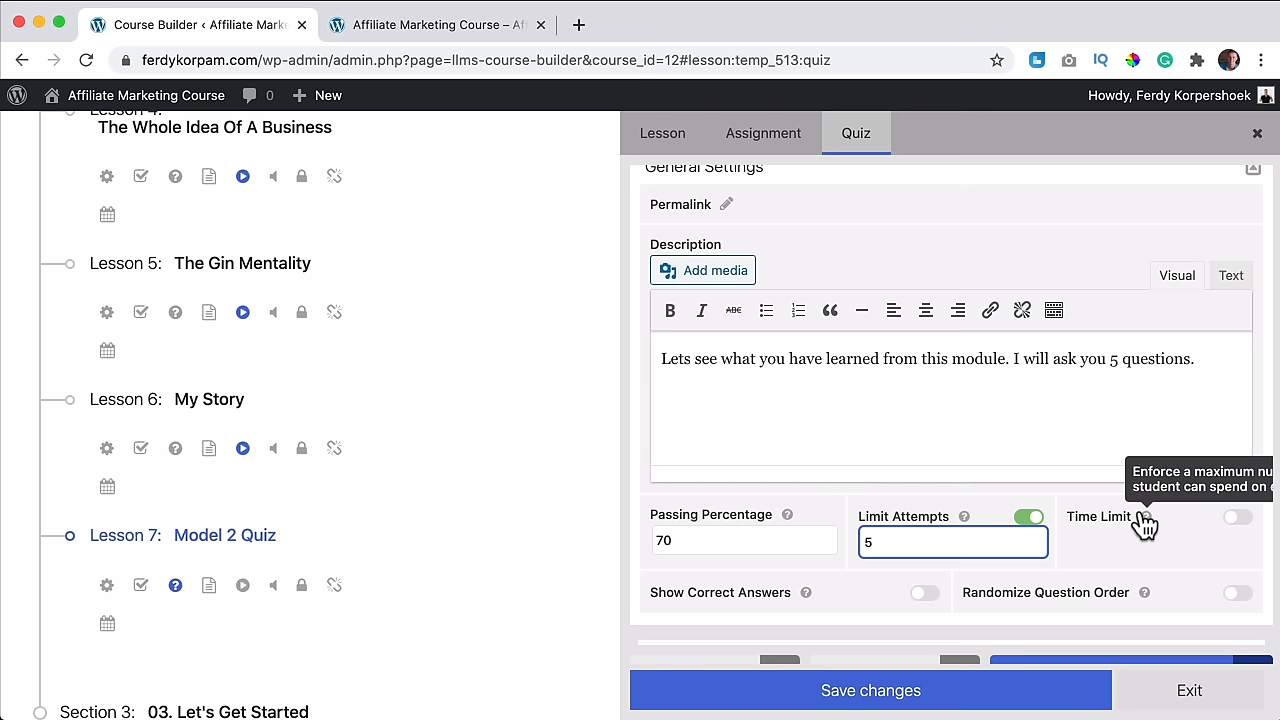 Course Builder ‹ Affiliate Marke
Affiliate Marketing Course – Af
ferdykorpam.com/wp-admin/admin.php?page=llms-course-builder&course_id=12#lesson:temp_513:quiz
IQ
Affiliate Marketing Course
0
New
Howdy, Ferdy Korpershoek
Lesson 4:
The Whole Idea Of A Business
Lesson 5: The Gin Mentality
Lesson 6: My Story
Lesson 7: Model 2 Quiz
Section 3: 03. Let's Get Started
Lesson
Assignment
Quiz
General Settings
Permalink
Description
Add media
Visual
Text
B I ABC
Lets see what you have learned from this module. I will ask you 5 questions.
Enforce a maximum nu
student can spend on e
Passing Percentage
Limit Attempts
Time Limit
70
5
Show Correct Answers
Randomize Question Order
Save changes
Exit